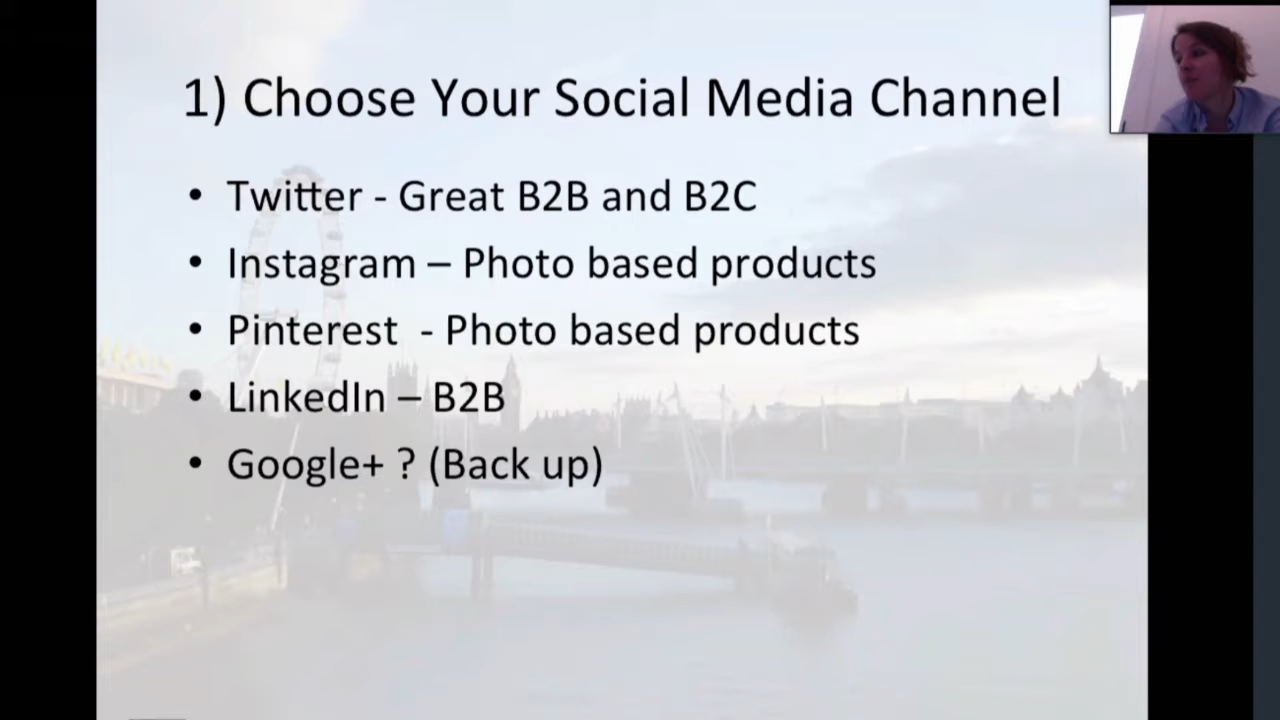 1) Choose Your Social Media Channel
• Twitter - Great B2B and B2C
• Instagram – Photo based products
• Pinterest  - Photo based products
• LinkedIn – B2B
• Google+ ? (Back up)